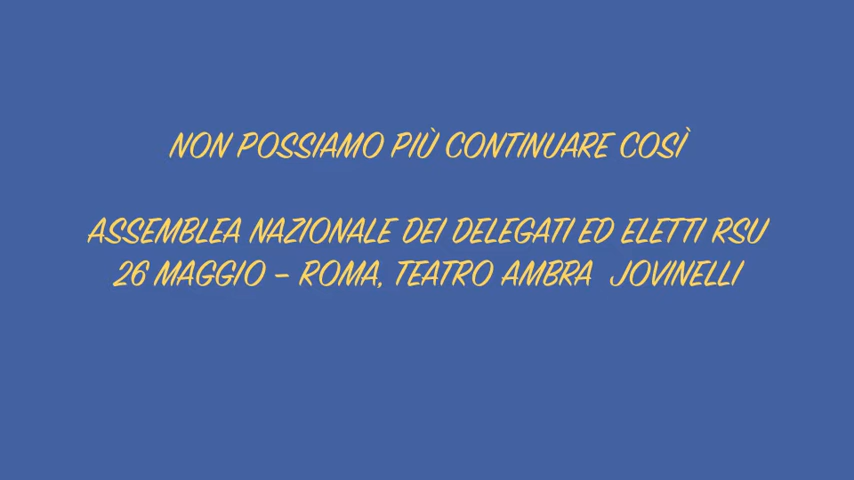 NON POSSIAMO PIÙ CONTINUARE COSÌ
ASSEMBLEA NAZIONALE DEI DELEGATI ED ELETTI RSU
26 MAGGIO – ROMA, TEATRO AMBRA JOVINELLI